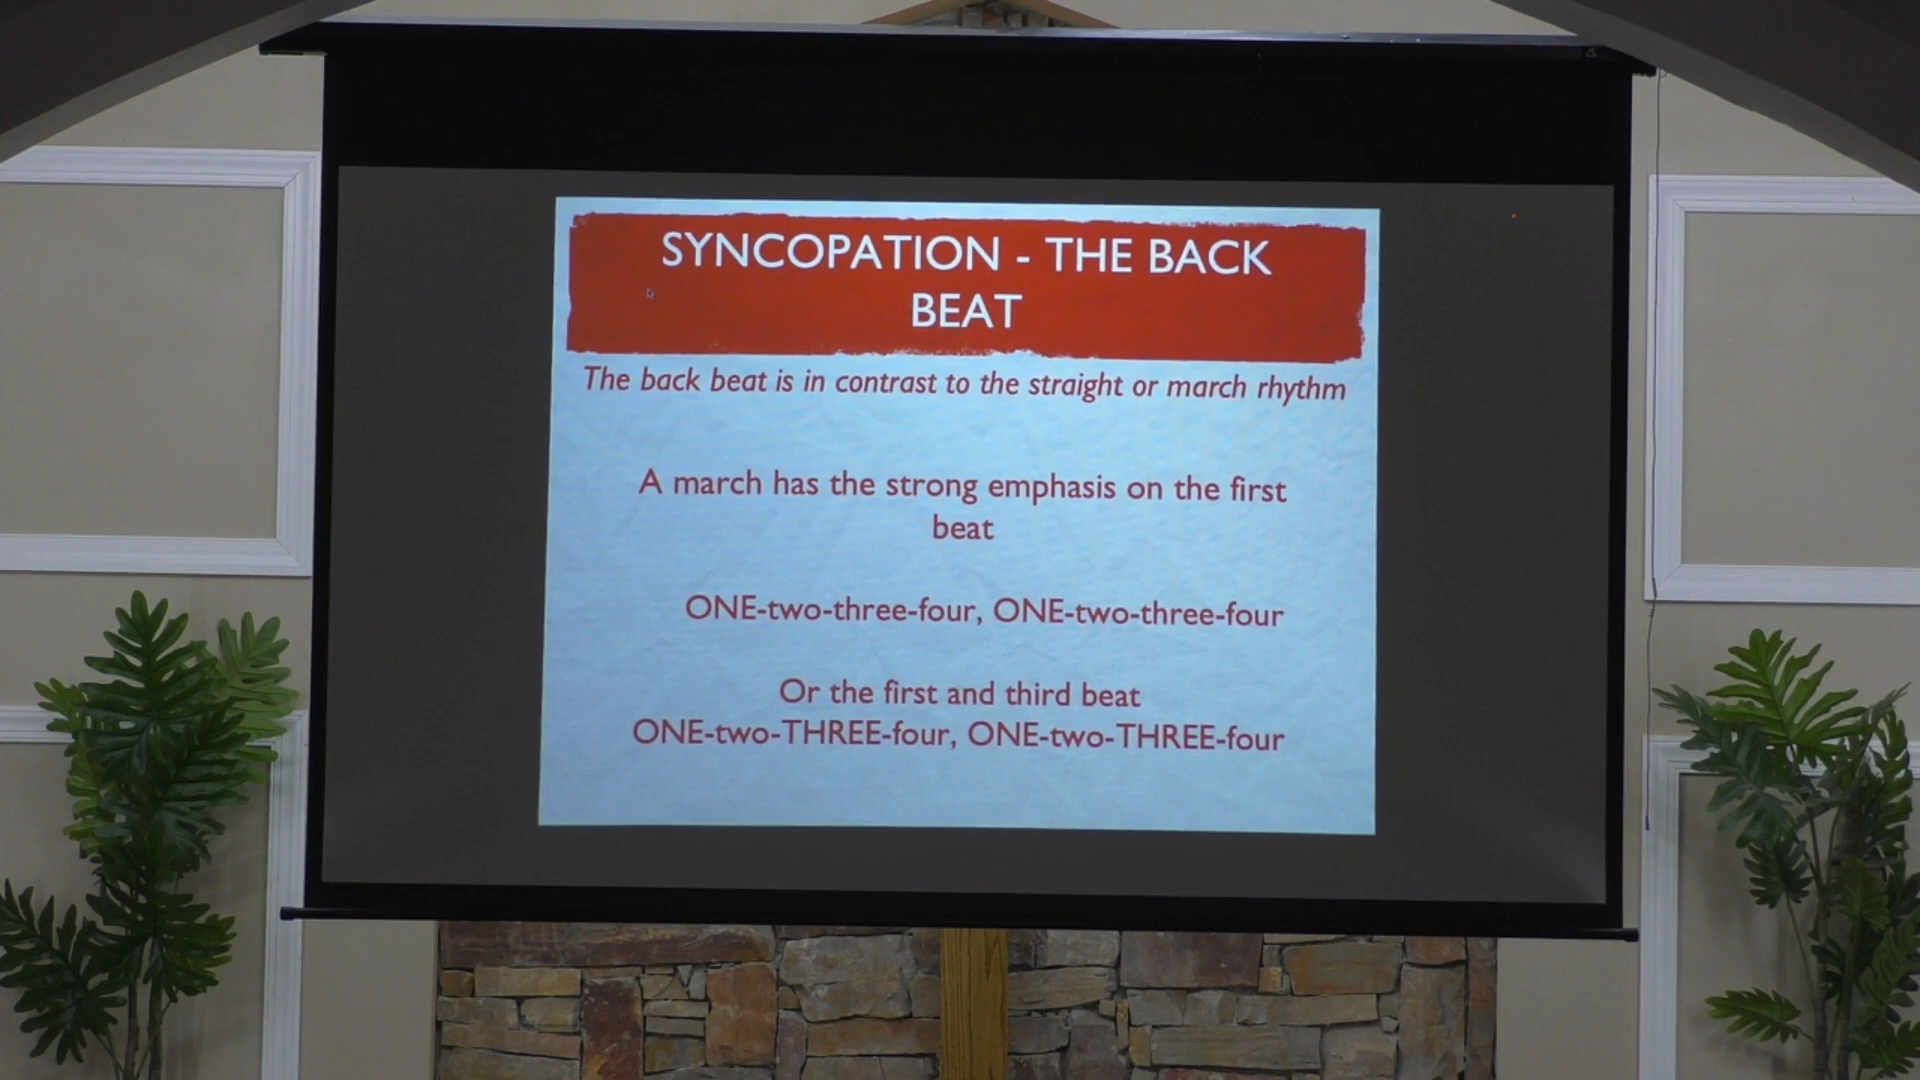 SYNCOPATION - THE BACK
BEAT
The back beat is in contrast to the straight or march rhythm
A march has the strong emphasis on the first
beat
ONE-two-three-four, ONE-two-three-four
Or the first and third beat
ONE-two-THREE-four, ONE-two-THREE-four